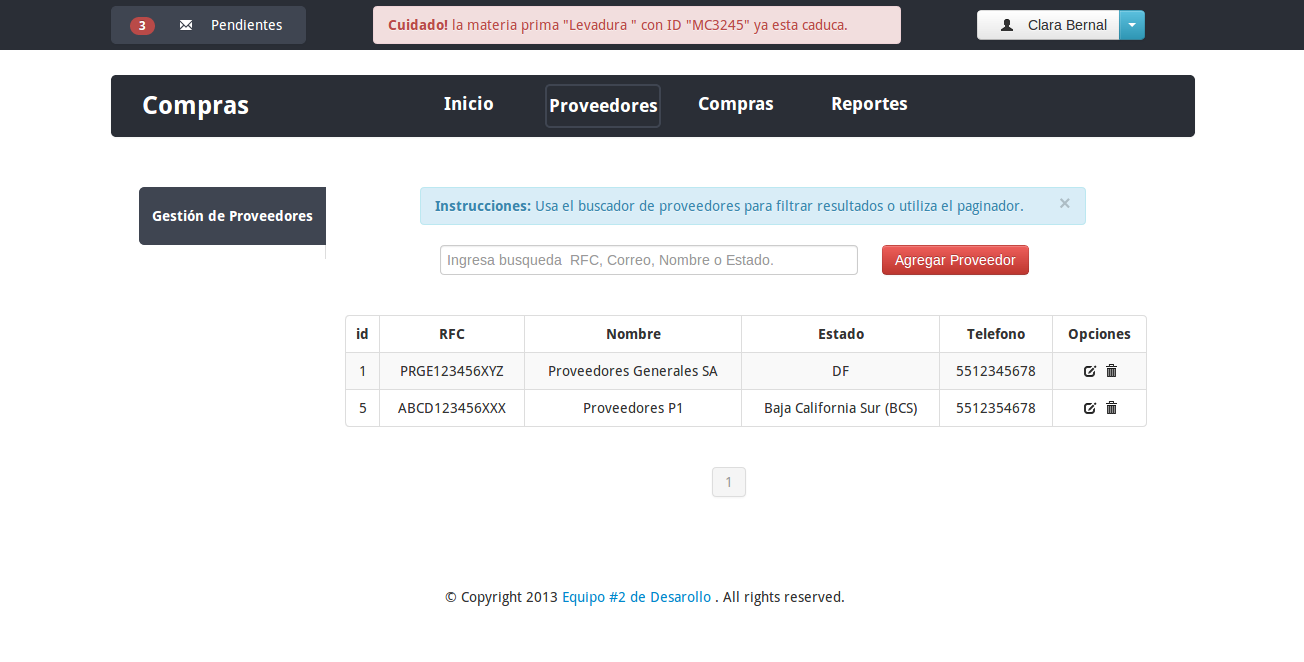 3 Pendientes
Cuidado! la materia prima "Levadura " con ID "MC3245" ya esta caduca.
Clara Bernal
Compras Inicio Proveedores Compras Reportes
Gestión de Proveedores
Instrucciones: Usa el buscador de proveedores para filtrar resultados o utiliza el paginador. ×
Ingresa busqueda  RFC, Correo, Nombre o Estado.
Agregar Proveedor
id RFC Nombre Estado Telefono Opciones
1 PRGE123456XYZ Proveedores Generales SA DF 5512345678
5 ABCD123456XXX Proveedores P1 Baja California Sur (BCS) 5512354678
1
© Copyright 2013 Equipo #2 de Desarollo . All rights reserved.